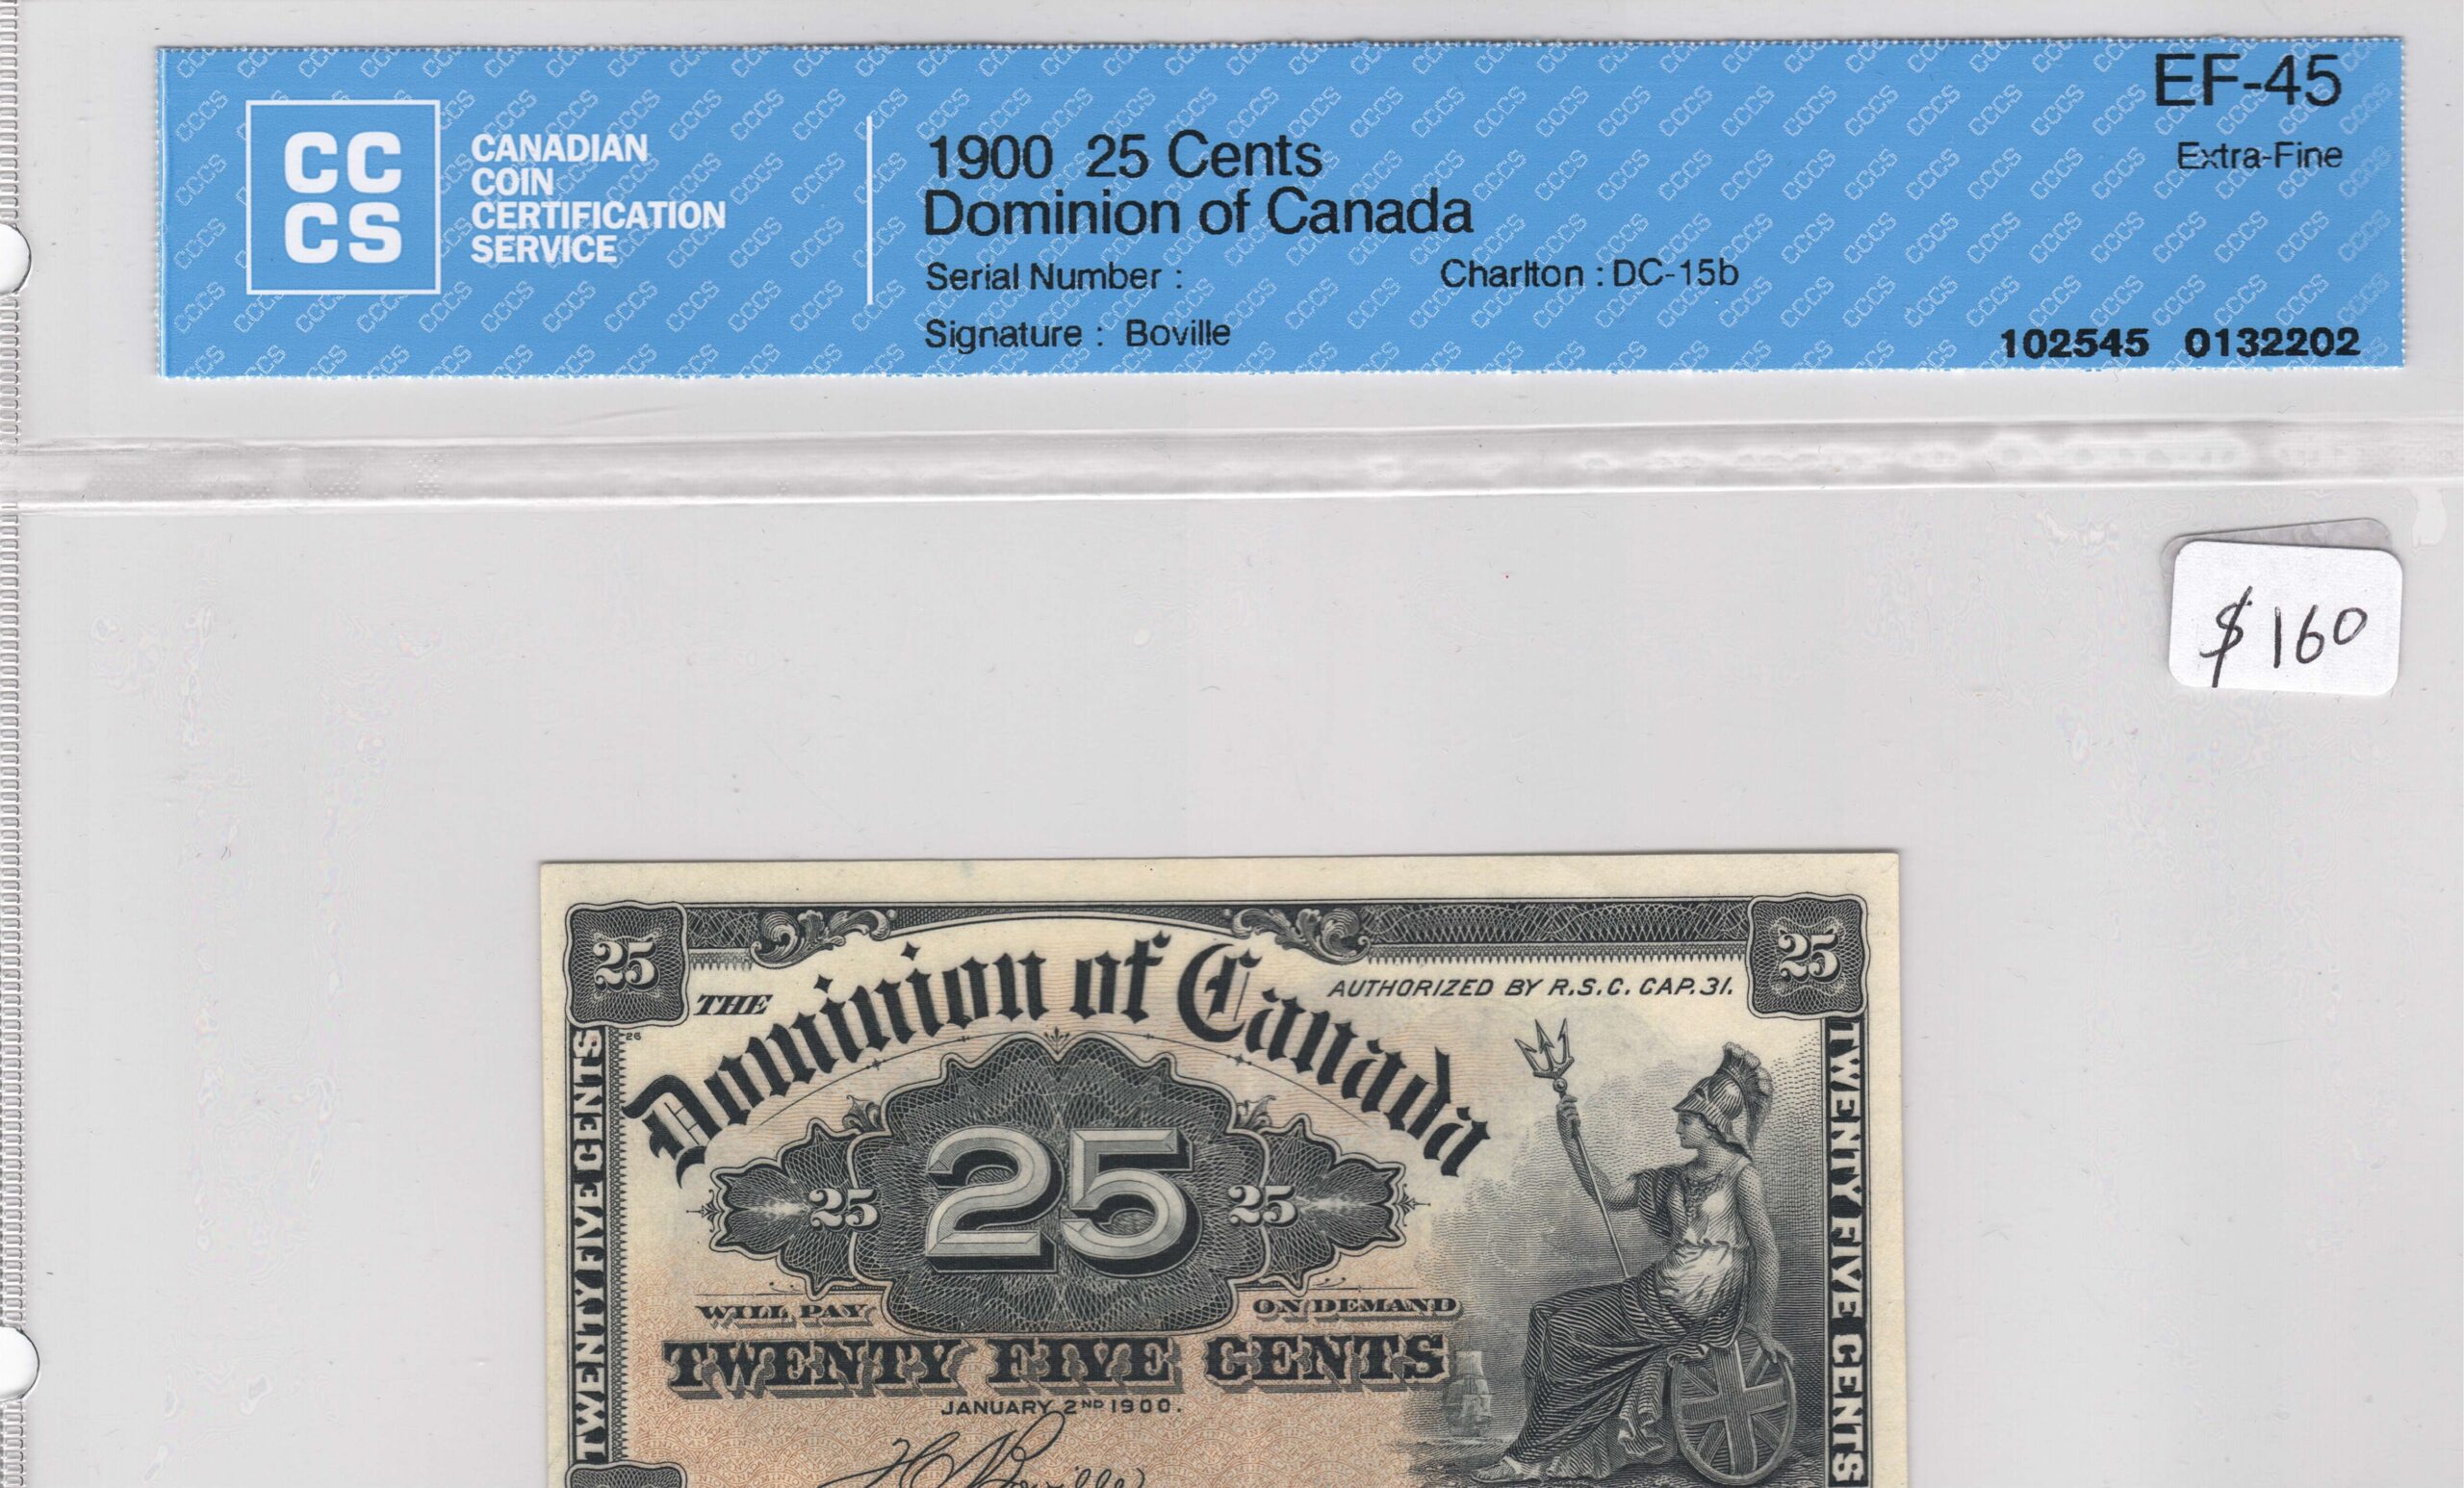 EF-45
Extra-Fine
CC
CS
CANADIAN
COIN
CERTIFICATION
SERVICE
1900 25 Cents
Dominion of Canada
Serial Number :
Charlton : DC-15b
Signature : Boville
102545 0132202
$160
25
25
THE
Dominion of Canada
AUTHORIZED BY R.S.C. CAP. 31.
26
TWENTY FIVE CENTS
TWENTY FIVE CENTS
25
25
25
WILL PAY
ON DEMAND
TWENTY FIVE CENTS
JANUARY 2ND 1900.
Boville